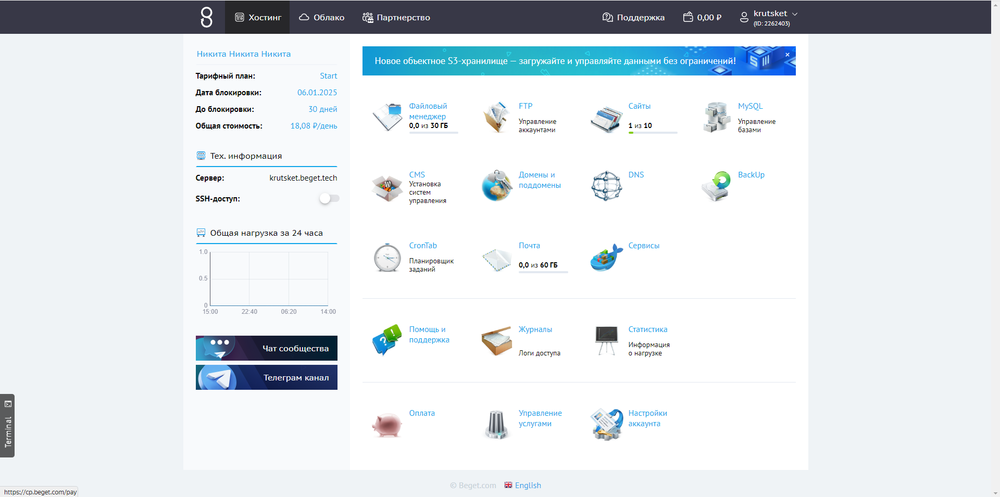 Хостинг
Облако
Партнерство
Поддержка
0,00 ₽
krutsket
(ID: 2262403)
Никита Никита Никита
Тарифный план: Start
Дата блокировки: 06.01.2025
До блокировки: 30 дней
Общая стоимость: 18,08 ₽/день
Тех. информация
Сервер: krutsket.beget.tech
SSH-доступ:
Общая нагрузка за 24 часа
1.0
0.5
0
15:00 22:40 06:20 14:00
Чат сообщества
Телеграм канал
Новое объектное S3-хранилище — загружайте и управляйте данными без ограничений!
Файловый
менеджер
0,0 из 30 ГБ
FTP
Управление
аккаунтами
Сайты
1 из 10
MySQL
Управление
базами
CMS
Установка
систем
управления
Домены и
поддомены
DNS
BackUp
CronTab
Планировщик
заданий
Почта
0,0 из 60 ГБ
Сервисы
Помощь и
поддержка
Журналы
Логи доступа
Статистика
Информация
о нагрузке
Оплата
Управление
услугами
Настройки
аккаунта
Terminal
© Beget.com English
https://cp.beget.com/pay